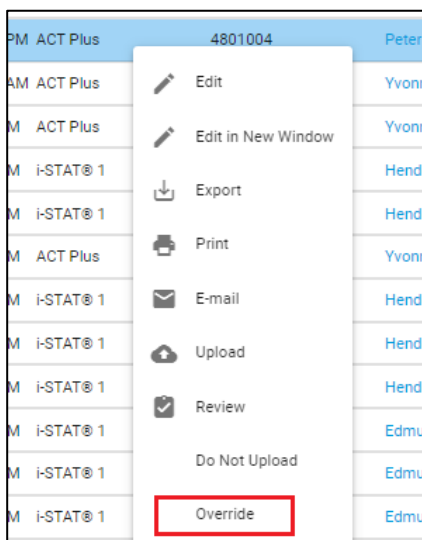 PM ACT Plus 4801004 Peter
AM ACT Plus Yvonn
Edit
M ACT Plus Yvonn
Edit in New Window
M i-STAT® 1 Hend
Export
M i-STAT® 1 Hend
Print
M ACT Plus Yvonn
E-mail
M i-STAT® 1 Hend
M i-STAT® 1 Hend
Upload
M i-STAT® 1 Hend
Review
M i-STAT® 1 Edmu
Do Not Upload
M i-STAT® 1 Edmu
Override
M i-STAT® 1 Edmu